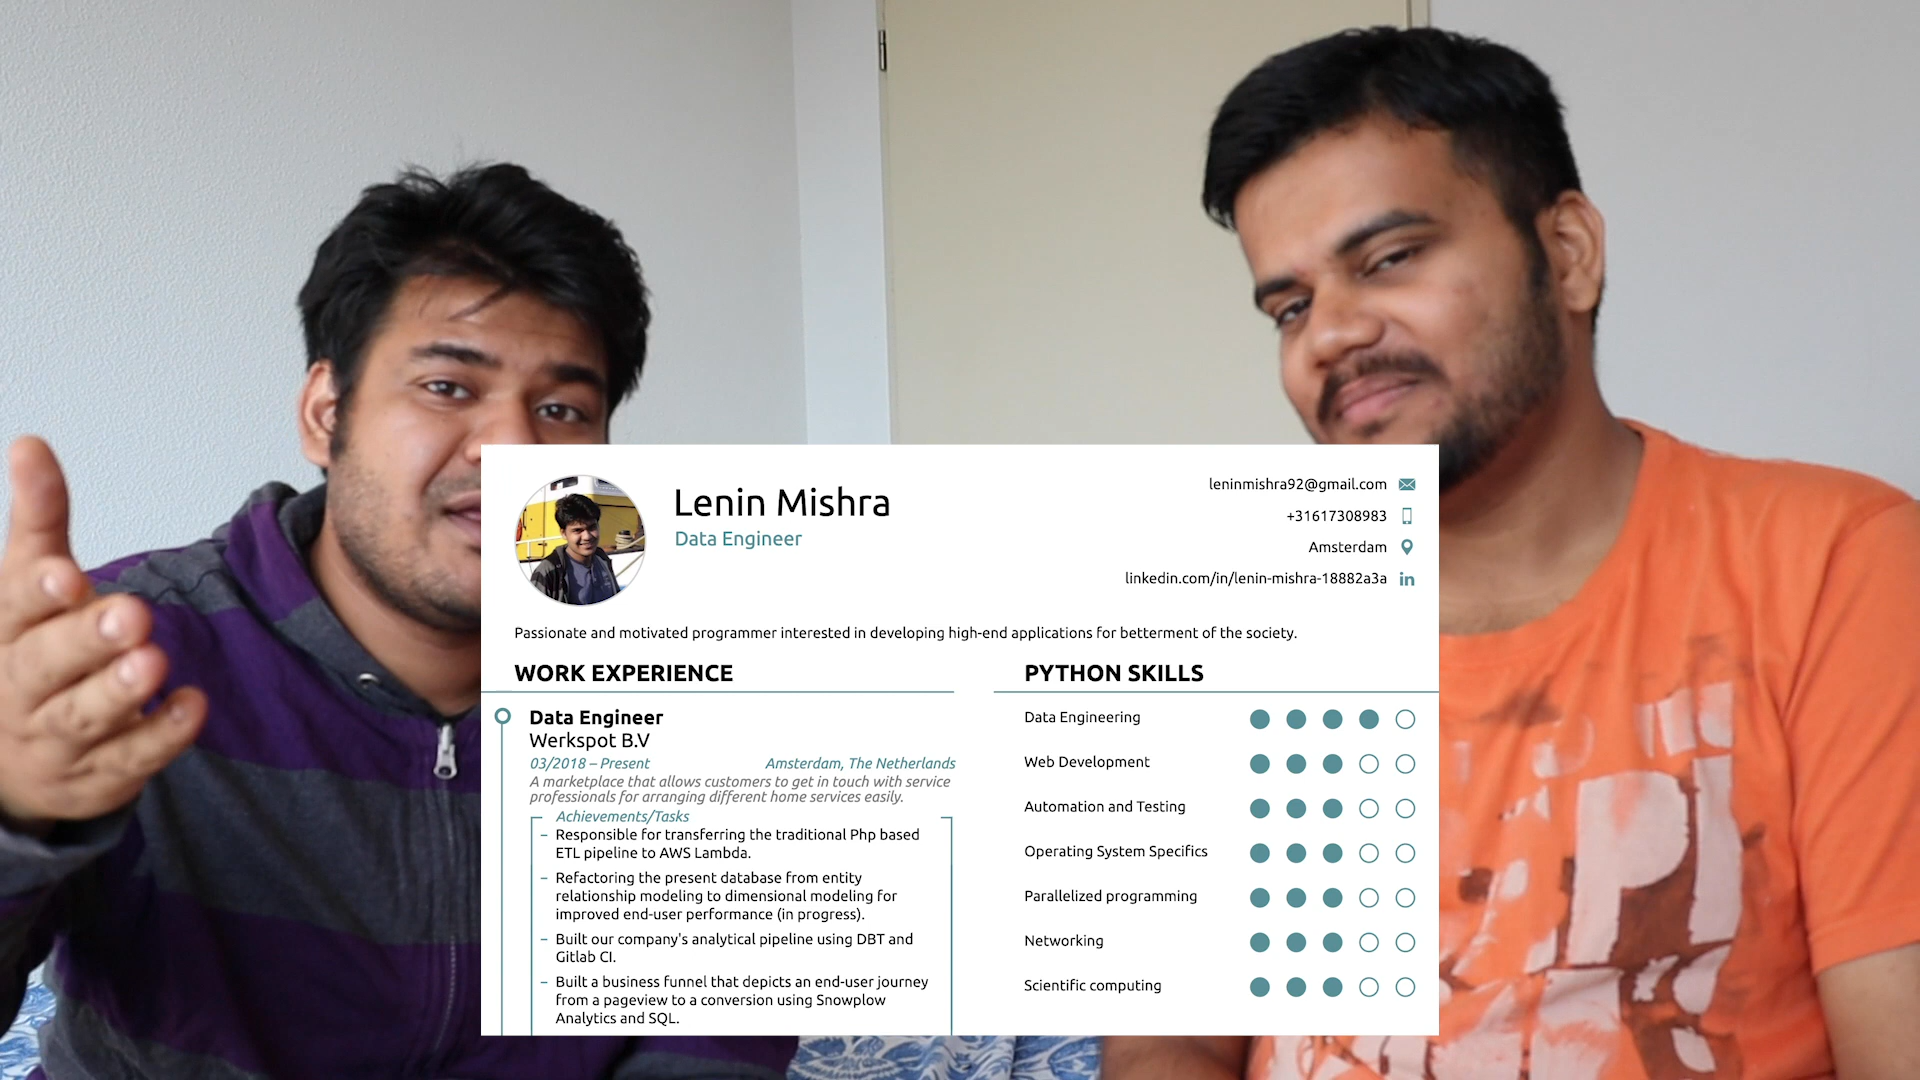 Lenin Mishra
Data Engineer
leninmishra92@gmail.com
+31617308983
Amsterdam
linkedin.com/in/lenin-mishra-18882a3a
in
Passionate and motivated programmer interested in developing high-end applications for betterment of the society.
WORK EXPERIENCE
Data Engineer
Werkspot B.V
03/2018 – Present
Amsterdam, The Netherlands
A marketplace that allows customers to get in touch with service
professionals for arranging different home services easily.
Achievements/Tasks
– Responsible for transferring the traditional Php based
ETL pipeline to AWS Lambda.
– Refactoring the present database from entity
relationship modeling to dimensional modeling for
improved end-user performance (in progress).
– Built our company's analytical pipeline using DBT and
Gitlab CI.
– Built a business funnel that depicts an end-user journey
from a pageview to a conversion using Snowplow
Analytics and SQL.
PYTHON SKILLS
Data Engineering
Web Development
Automation and Testing
Operating System Specifics
Parallelized programming
Networking
Scientific computing